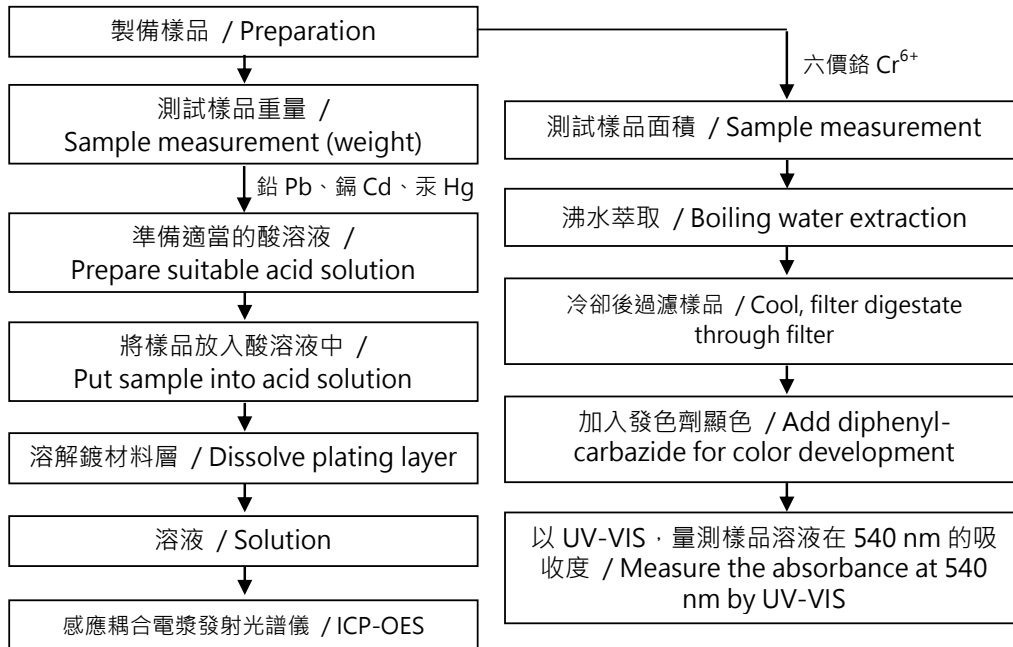 製備樣品 / Preparation
測試樣品重量 /
Sample measurement (weight)
鉛 Pb、鎘 Cd、汞 Hg
準備適當的酸溶液 /
Prepare suitable acid solution
將樣品放入酸溶液中 /
Put sample into acid solution
溶解鍍材料層 / Dissolve plating layer
溶液 / Solution
感應耦合電漿發射光譜儀 / ICP-OES
六價鉻 Cr⁶⁺
測試樣品面積 / Sample measurement
沸水萃取 / Boiling water extraction
冷卻後過濾樣品 / Cool, filter digestate
through filter
加入發色劑顯色 / Add diphenyl-
carbazide for color development
以 UV-VIS，量測樣品溶液在 540 nm 的吸
收度 / Measure the absorbance at 540
nm by UV-VIS